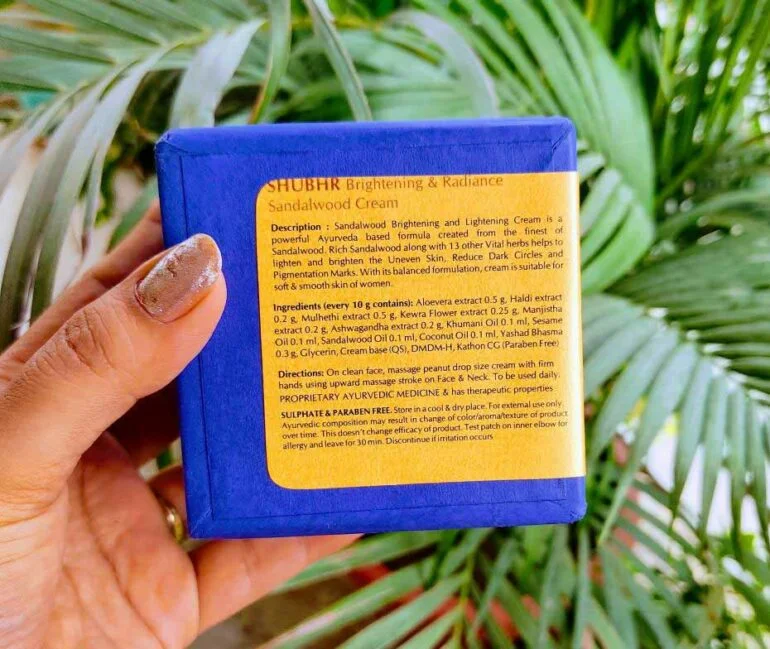 SHUBHR Brightening & Radiance
Sandalwood Cream
Description : Sandalwood Brightening and Lightening Cream is a
powerful Ayurveda based formula created from the finest of
Sandalwood. Rich Sandalwood along with 13 other Vital herbs helps to
lighten and brighten the Uneven Skin, Reduce Dark Circles and
Pigmentation Marks. With its balanced formulation, cream is suitable for
soft & smooth skin of women.
Ingredients (every 10 g contains): Aloevera extract 0.5 g, Haldi extract
0.2 g, Mulhethi extract 0.5 g, Kewra Flower extract 0.25 g, Manjistha
extract 0.2 g, Ashwagandha extract 0.2 g, Khumani Oil 0.1 ml, Sesame
Oil 0.1 ml, Sandalwood Oil 0.1 ml, Coconut Oil 0.1 ml, Yashad Bhasma
0.3 g, Glycerin, Cream base (QS), DMDM-H, Kathon CG (Paraben Free)
Directions: On clean face, massage peanut drop size cream with firm
hands using upward massage stroke on Face & Neck. To be used daily.
PROPRIETARY AYURVEDIC MEDICINE & has therapeutic properties
SULPHATE & PARABEN FREE. Store in a cool & dry place. For external use only.
Ayurvedic composition may result in change of color/aroma/texture of product
over time. This doesn't change efficacy of product. Test patch on inner elbow for
allergy and leave for 30 min. Discontinue if irritation occurs